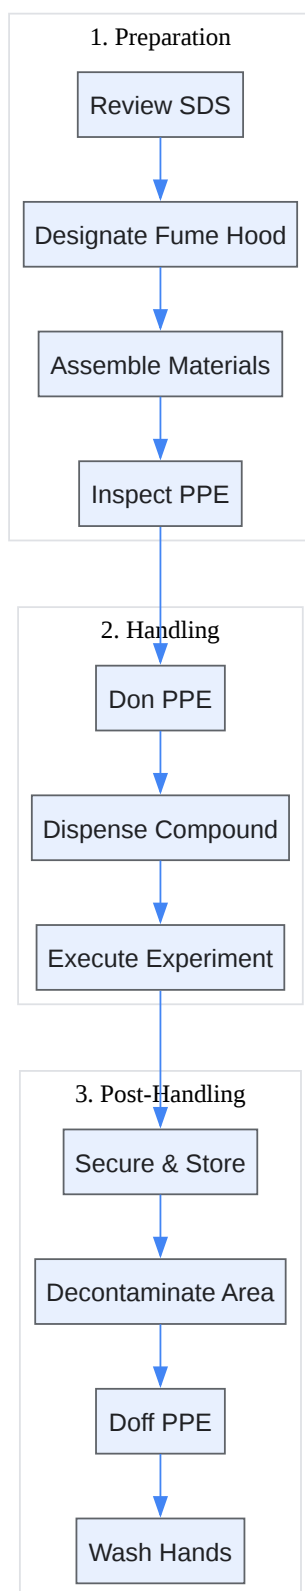 1. Preparation
Review SDS
Designate Fume Hood
Assemble Materials
Inspect PPE
2. Handling
Don PPE
Dispense Compound
Execute Experiment
3. Post-Handling
Secure & Store
Decontaminate Area
Doff PPE
Wash Hands